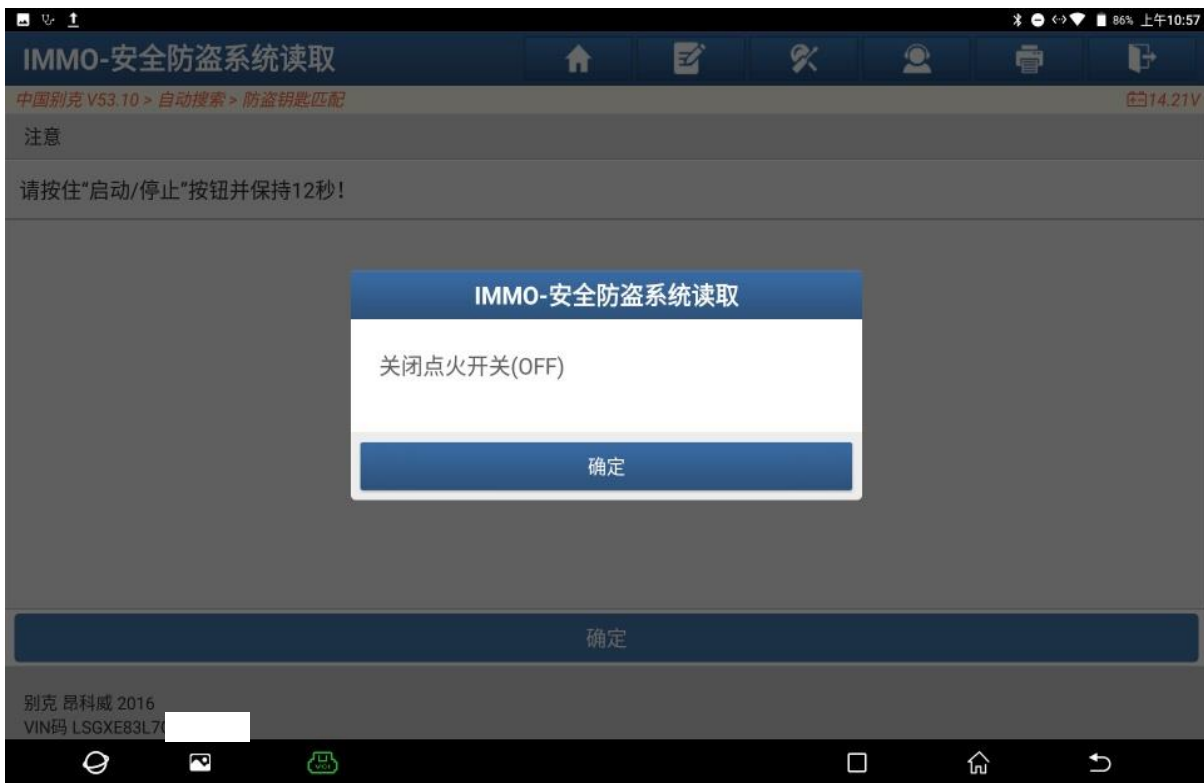 86% 上午10:57
IMMO-安全防盗系统读取
中国别克 V53.10 > 自动搜索 > 防盗钥匙匹配
14.21V
注意
请按住“启动/停止”按钮并保持12秒!
IMMO-安全防盗系统读取
关闭点火开关(OFF)
确定
确定
别克 昂科威 2016
VIN码 LSGXE83L7
VCI